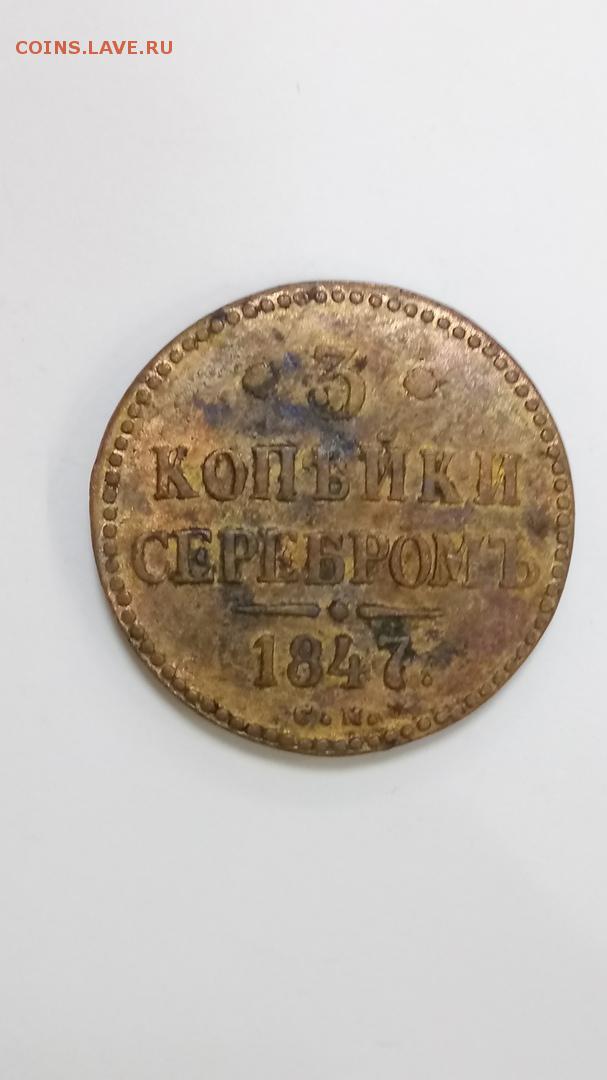 COINS.LAVE.RU
· 3 ·
КОПѢЙКИ
СЕРЕБРОМЪ
1847.